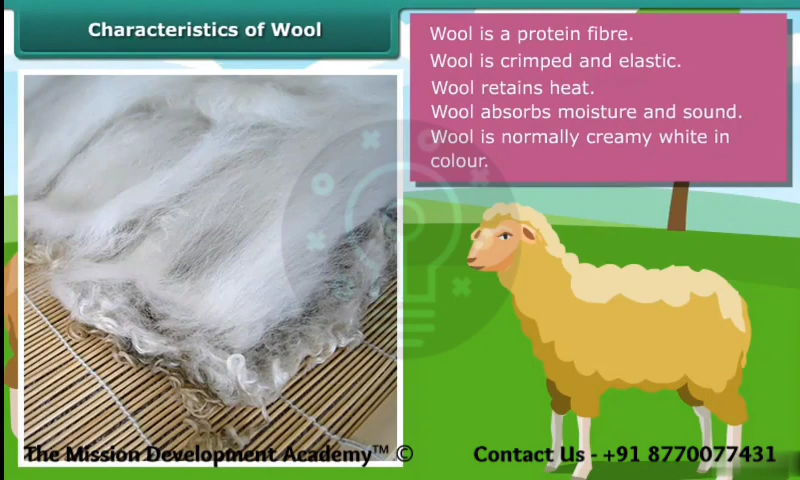 Characteristics of Wool
Wool is a protein fibre.
Wool is crimped and elastic.
Wool retains heat.
Wool absorbs moisture and sound.
Wool is normally creamy white in
colour.
The Mission Development Academy™ ©
Contact Us - +91 8770077431